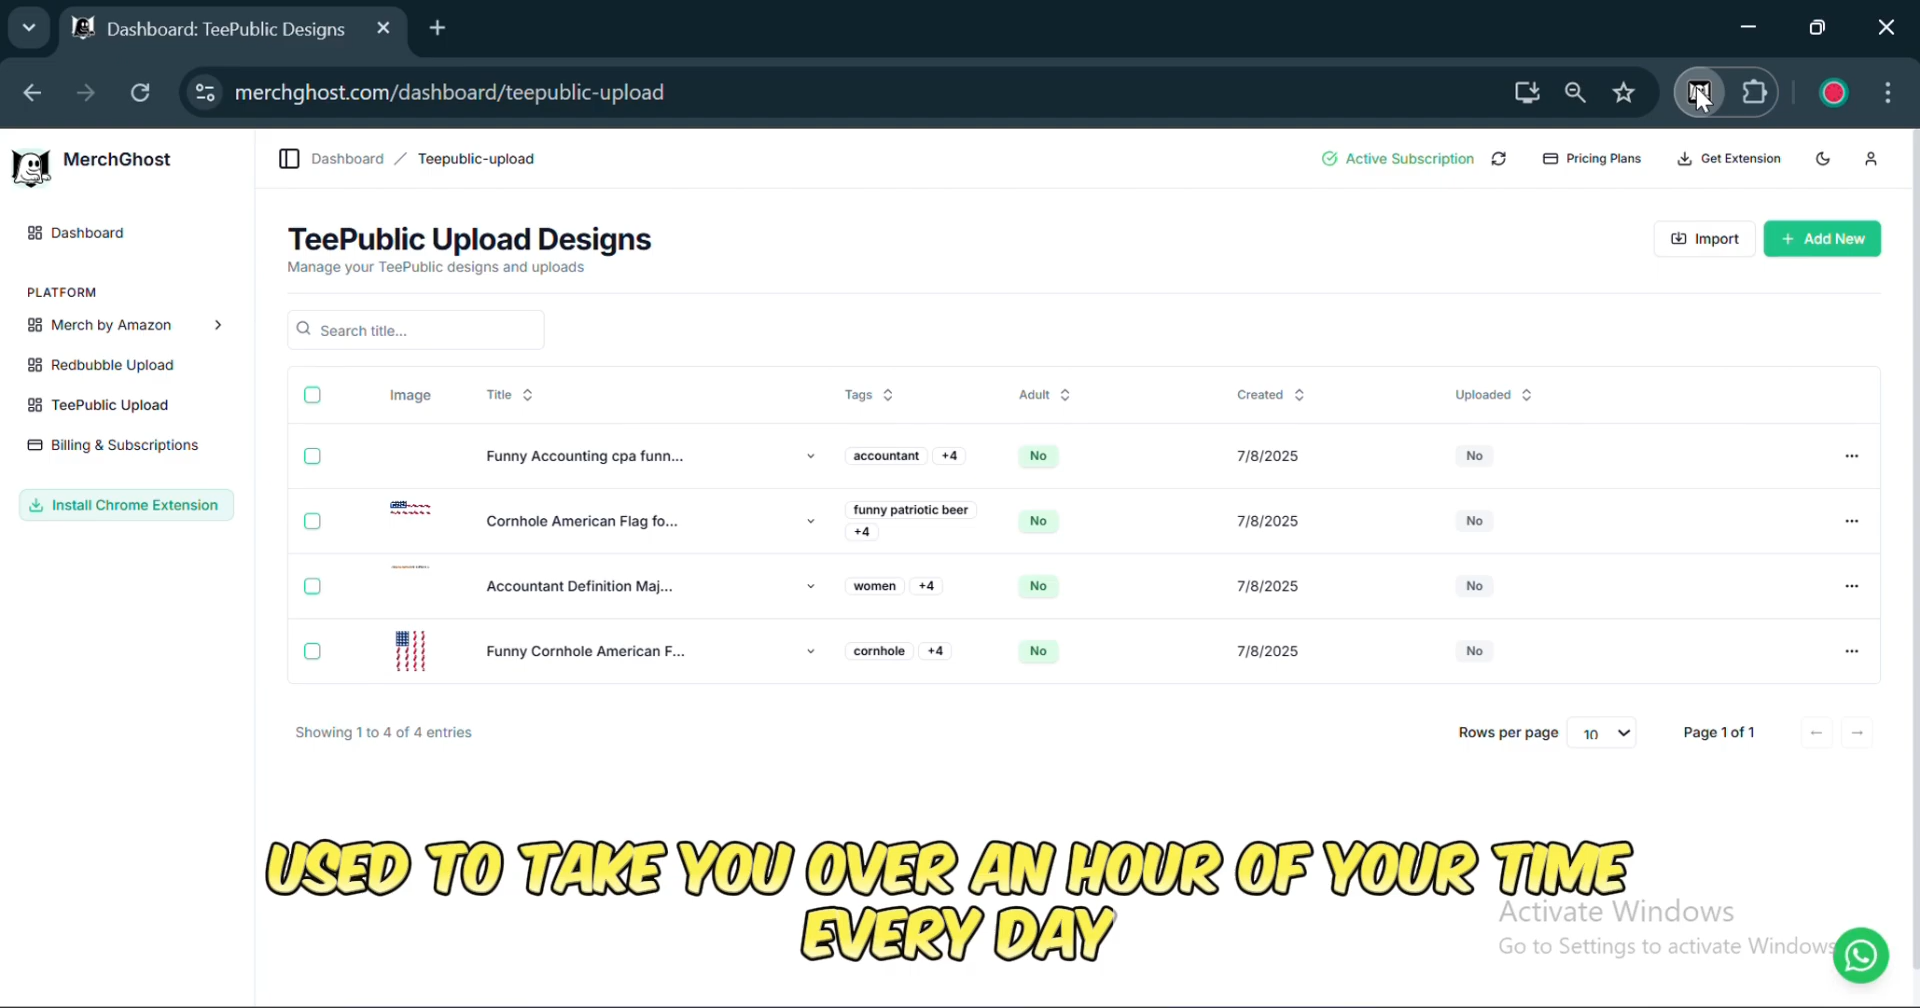 Dashboard: TeePublic Designs
merchghost.com/dashboard/teepublic-upload
MerchGhost
Dashboard / Teepublic-upload
Active Subscription
Pricing Plans
Get Extension
Dashboard
PLATFORM
Merch by Amazon
Redbubble Upload
TeePublic Upload
Billing & Subscriptions
Install Chrome Extension
TeePublic Upload Designs
Manage your TeePublic designs and uploads
Import
+ Add New
Search title...
Image Title Tags Adult Created Uploaded
Funny Accounting cpa funn... accountant +4 No 7/8/2025 No ...
Cornhole American Flag fo... funny patriotic beer +4 No 7/8/2025 No ...
Accountant Definition Maj... women +4 No 7/8/2025 No ...
Funny Cornhole American F... cornhole +4 No 7/8/2025 No ...
Showing 1 to 4 of 4 entries
Rows per page 10 Page 1 of 1
USED TO TAKE YOU OVER AN HOUR OF YOUR TIME
EVERY DAY
Activate Windows
Go to Settings to activate Windows